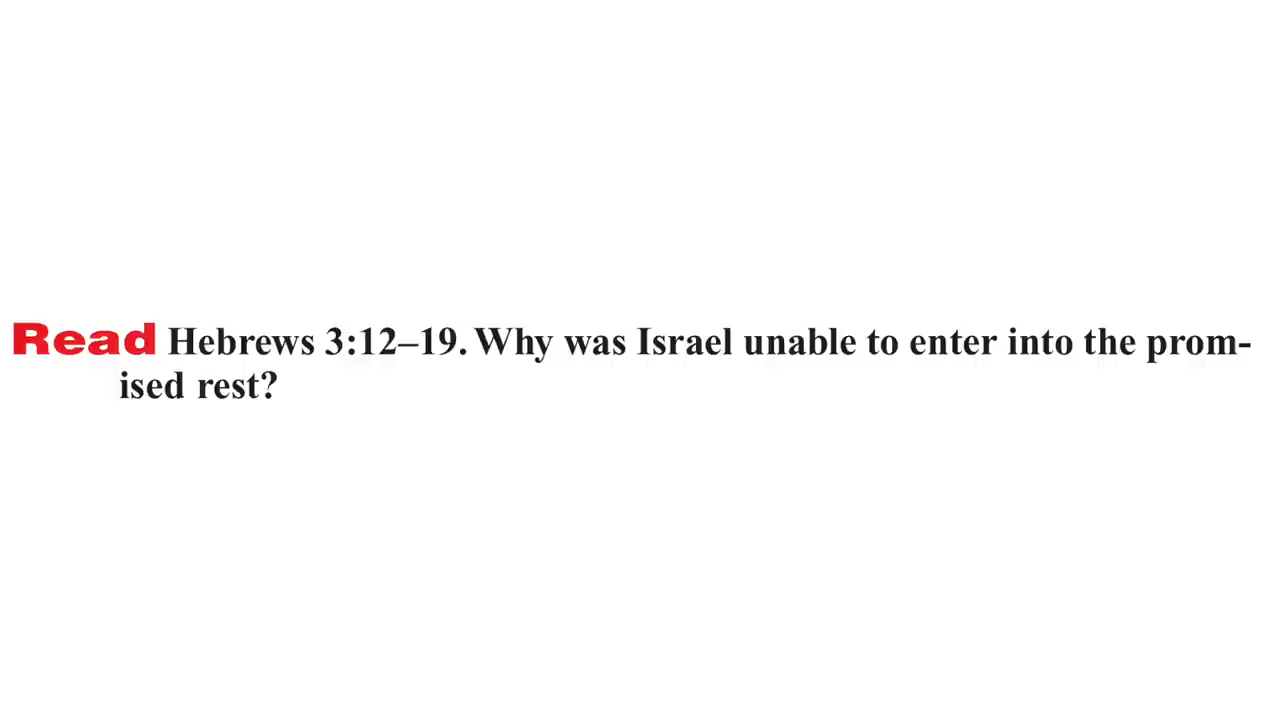 Read Hebrews 3:12–19. Why was Israel unable to enter into the prom-
ised rest?